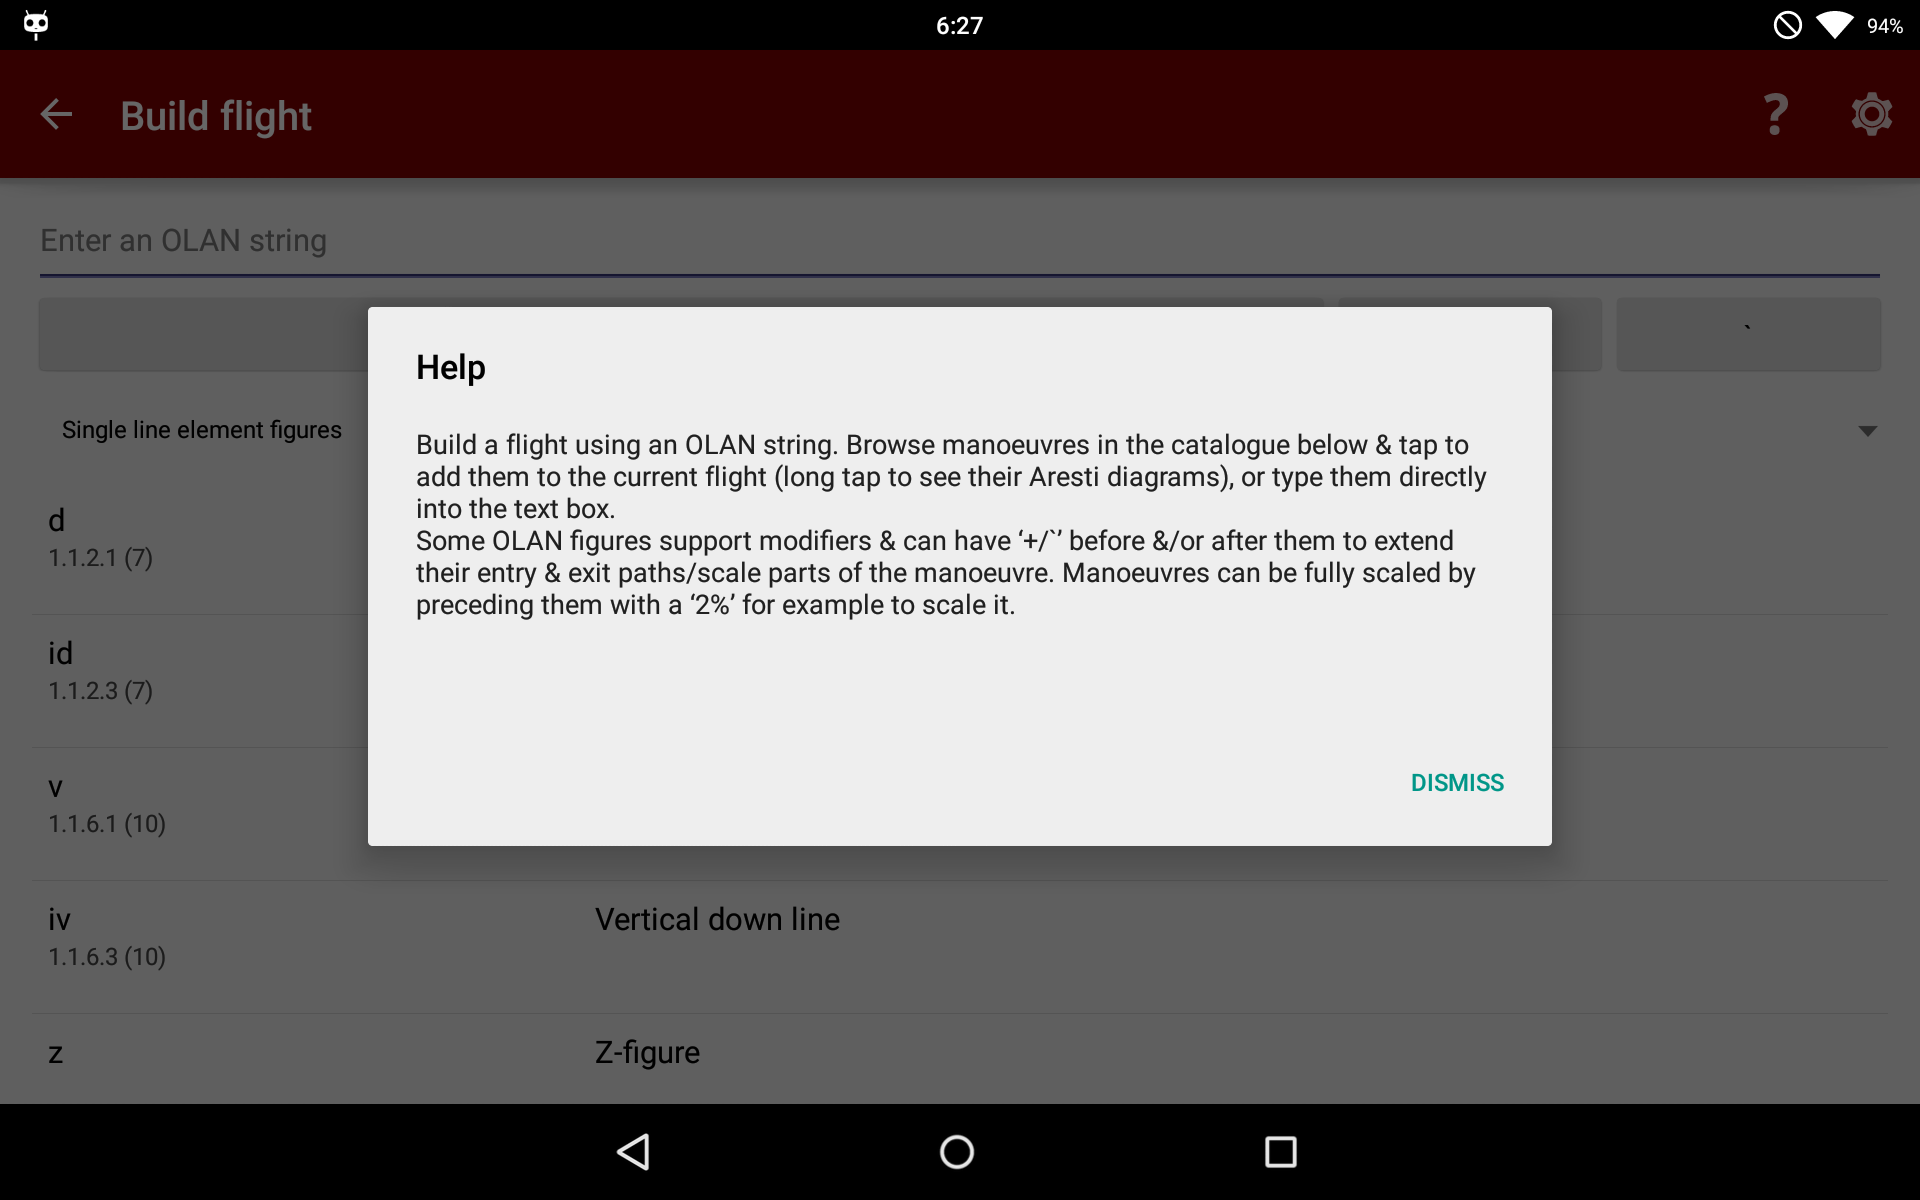 6:27
94%
Build flight
?
Enter an OLAN string
`
Single line element figures
Help
Build a flight using an OLAN string. Browse manoeuvres in the catalogue below & tap to
add them to the current flight (long tap to see their Aresti diagrams), or type them directly
into the text box.
Some OLAN figures support modifiers & can have ‘+/`’ before &/or after them to extend
their entry & exit paths/scale parts of the manoeuvre. Manoeuvres can be fully scaled by
preceding them with a ‘2%’ for example to scale it.
DISMISS
d
1.1.2.1 (7)
id
1.1.2.3 (7)
v
1.1.6.1 (10)
iv
Vertical down line
1.1.6.3 (10)
z
Z-figure